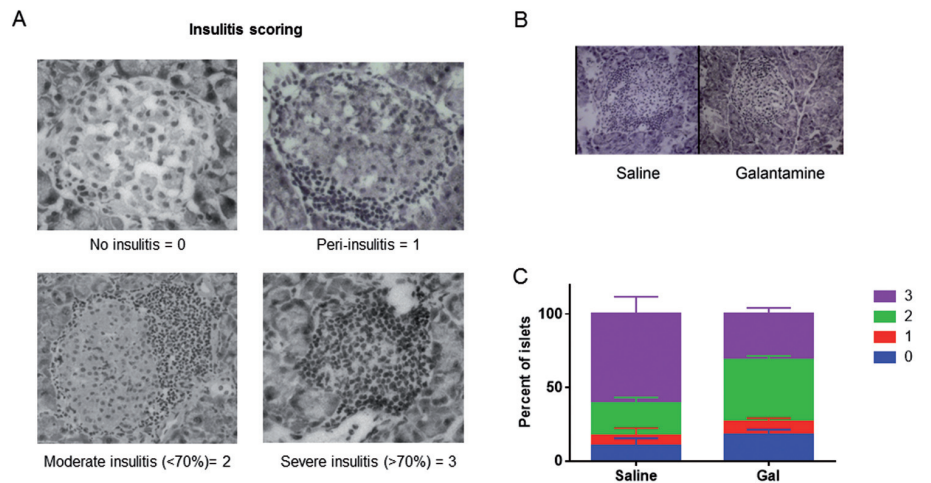 A
Insulitis scoring
No insulitis = 0
Peri-insulitis = 1
Moderate insulitis (<70%)= 2
Severe insulitis (>70%) = 3
B
Saline
Galantamine
C
Percent of islets
100
50
0
Saline
Gal
3
2
1
0